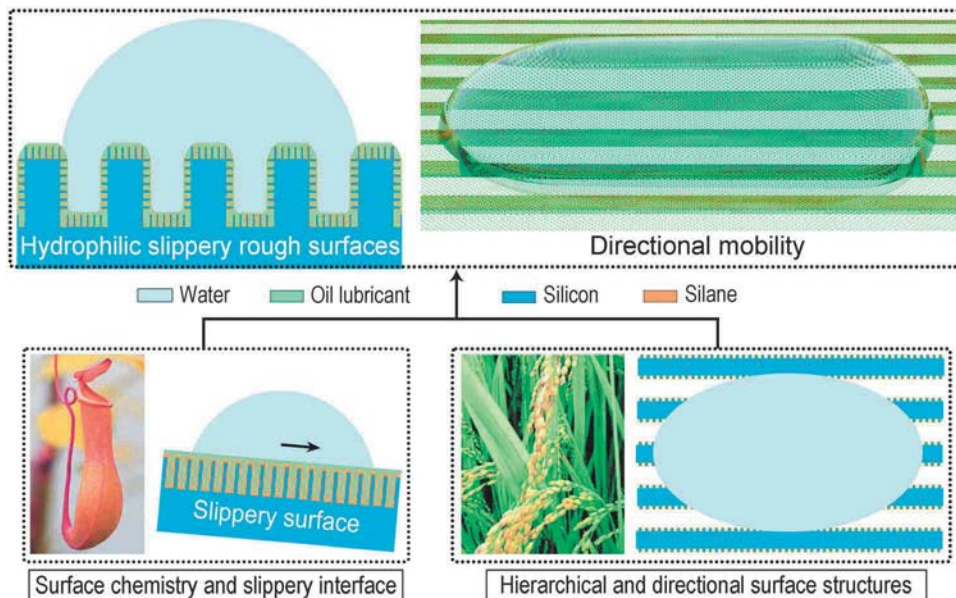 Hydrophilic slippery rough surfaces
Directional mobility
Water
Oil lubricant
Silicon
Silane
Slippery surface
Surface chemistry and slippery interface
Hierarchical and directional surface structures